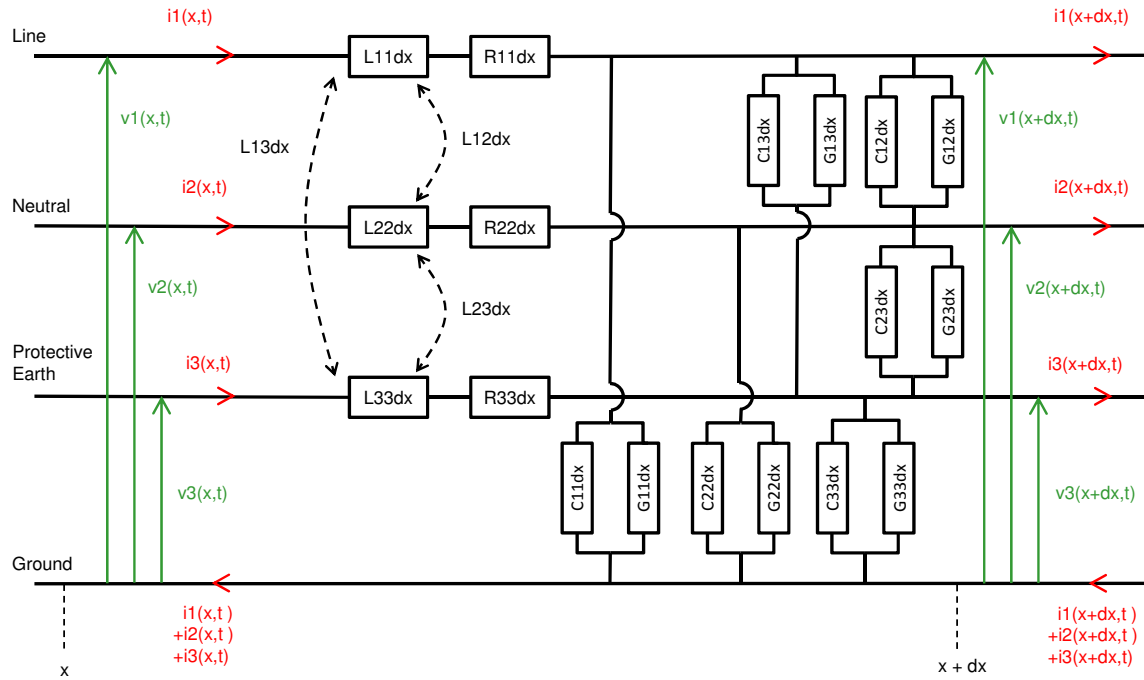 i1(x,t)
i1(x+dx,t)
Line
L11dx
R11dx
v1(x,t)
L13dx
L12dx
C13dx
G13dx
C12dx
G12dx
v1(x+dx,t)
i2(x,t)
i2(x+dx,t)
Neutral
L22dx
R22dx
v2(x,t)
L23dx
C23dx
G23dx
v2(x+dx,t)
Protective
Earth
i3(x,t)
i3(x+dx,t)
L33dx
R33dx
v3(x,t)
C11dx
G11dx
C22dx
G22dx
C33dx
G33dx
v3(x+dx,t)
Ground
i1(x,t )
+i2(x,t )
+i3(x,t)
i1(x+dx,t )
+i2(x+dx,t )
+i3(x+dx,t)
x
x + dx